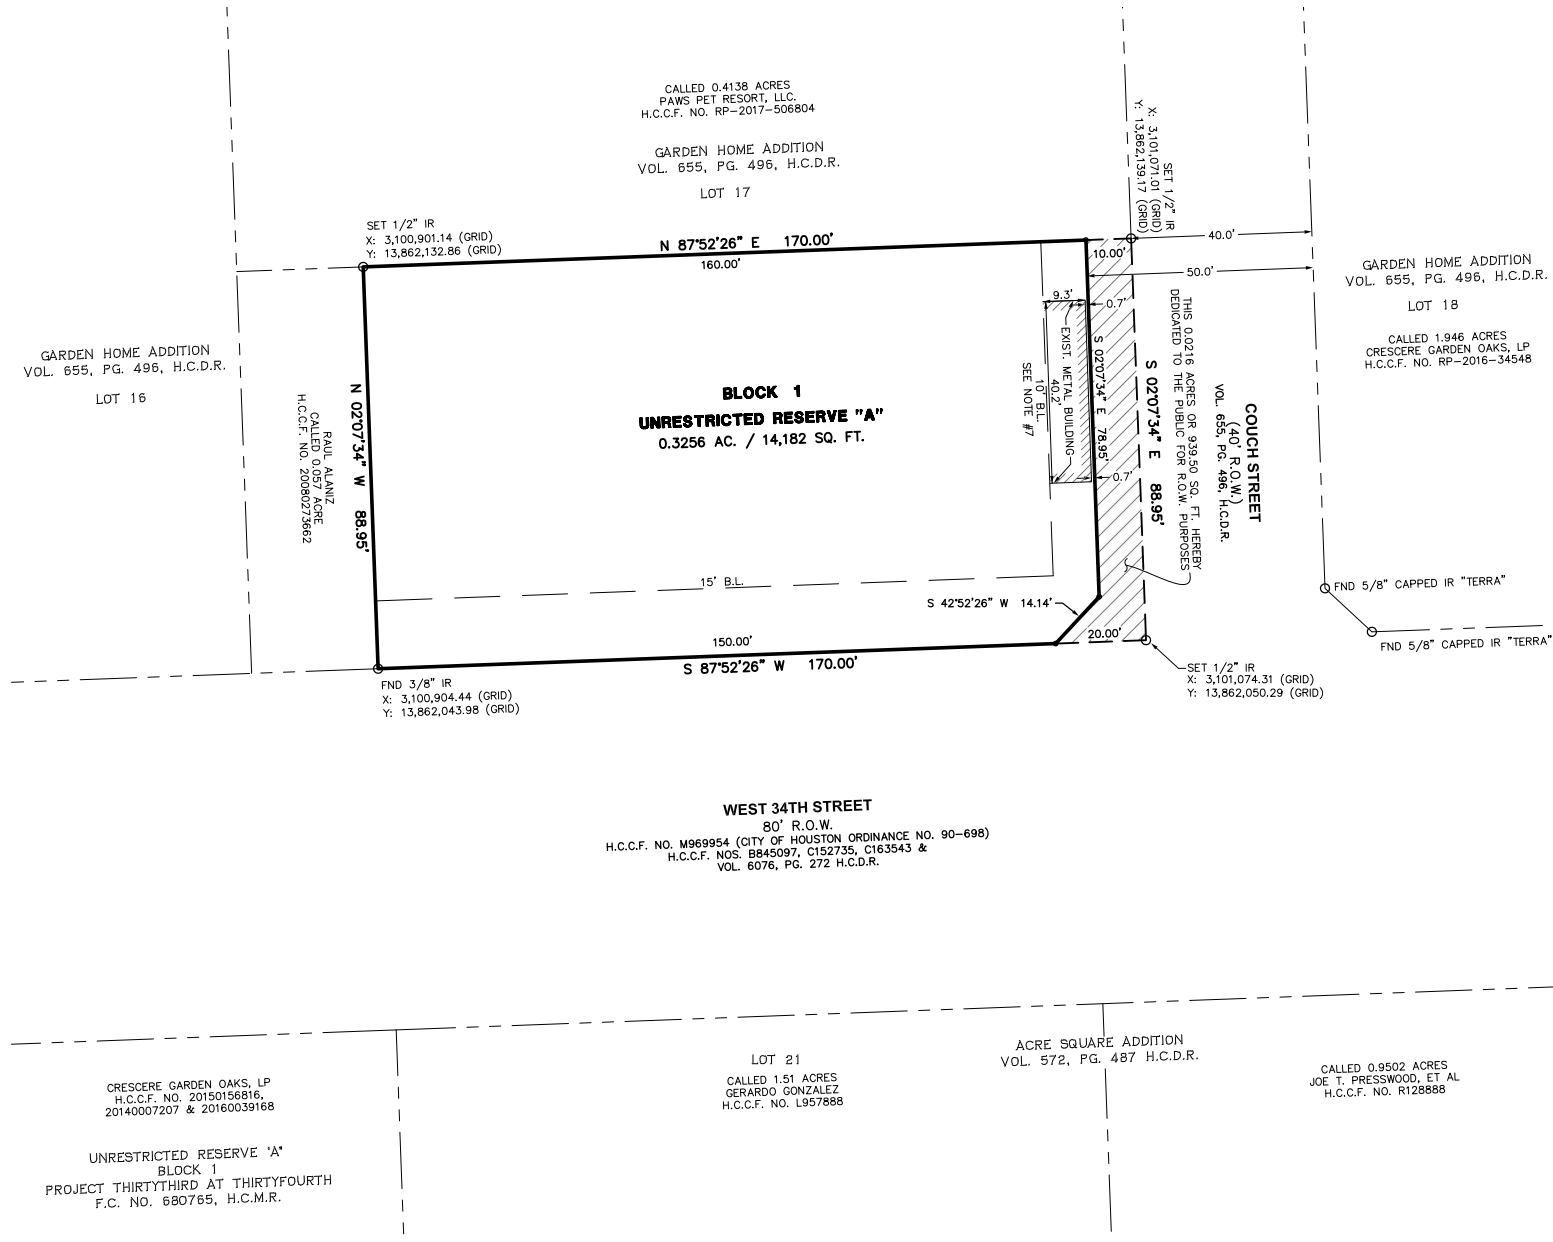 CALLED 0.4138 ACRES
PAWS PET RESORT, LLC.
H.C.C.F. NO. RP-2017-506804
GARDEN HOME ADDITION
VOL. 655, PG. 496, H.C.D.R.
LOT 17
SET 1/2" IR
X: 3,101,071.01 (GRID)
Y: 13,862,139.17 (GRID)
SET 1/2" IR
X: 3,100,901.14 (GRID)
Y: 13,862,132.86 (GRID)
N 87°52'26" E 170.00'
160.00'
10.00'
40.0'
50.0'
GARDEN HOME ADDITION
VOL. 655, PG. 496, H.C.D.R.
LOT 18
CALLED 1.946 ACRES
CRESCERE GARDEN OAKS, LP
H.C.C.F. NO. RP-2016-34548
GARDEN HOME ADDITION
VOL. 655, PG. 496, H.C.D.R.
LOT 16
RAUL ALANIZ
CALLED 0.057 ACRE
H.C.C.F. NO. 20080273662
N 02°07'34" W 88.95'
BLOCK 1
UNRESTRICTED RESERVE "A"
0.3256 AC. / 14,182 SQ. FT.
9.3'
0.7'
EXIST. METAL BUILDING
40.2'
10' B.L.
SEE NOTE #7
S 02°07'34" E 78.95'
0.7'
S 02°07'34" E 88.95'
THIS 0.0216 ACRES OR 939.50 SQ. FT. HEREBY
DEDICATED TO THE PUBLIC FOR R.O.W. PURPOSES
COUCH STREET
(40' R.O.W.)
VOL. 655, PG. 496, H.C.D.R.
15' B.L.
S 42°52'26" W 14.14'
FND 5/8" CAPPED IR "TERRA"
FND 5/8" CAPPED IR "TERRA"
150.00'
20.00'
S 87°52'26" W 170.00'
FND 3/8" IR
X: 3,100,904.44 (GRID)
Y: 13,862,043.98 (GRID)
SET 1/2" IR
X: 3,101,074.31 (GRID)
Y: 13,862,050.29 (GRID)
WEST 34TH STREET
80' R.O.W.
H.C.C.F. NO. M969954 (CITY OF HOUSTON ORDINANCE NO. 90-698)
H.C.C.F. NOS. B845097, C152735, C163543 &
VOL. 6076, PG. 272 H.C.D.R.
CRESCERE GARDEN OAKS, LP
H.C.C.F. NO. 20150156816,
20140007207 & 20160039168
UNRESTRICTED RESERVE "A"
BLOCK 1
PROJECT THIRTYTHIRD AT THIRTYFOURTH
F.C. NO. 680765, H.C.M.R.
LOT 21
CALLED 1.51 ACRES
GERARDO GONZALEZ
H.C.C.F. NO. L957888
ACRE SQUARE ADDITION
VOL. 572, PG. 487 H.C.D.R.
CALLED 0.9502 ACRES
JOE T. PRESSWOOD, ET AL
H.C.C.F. NO. R128888